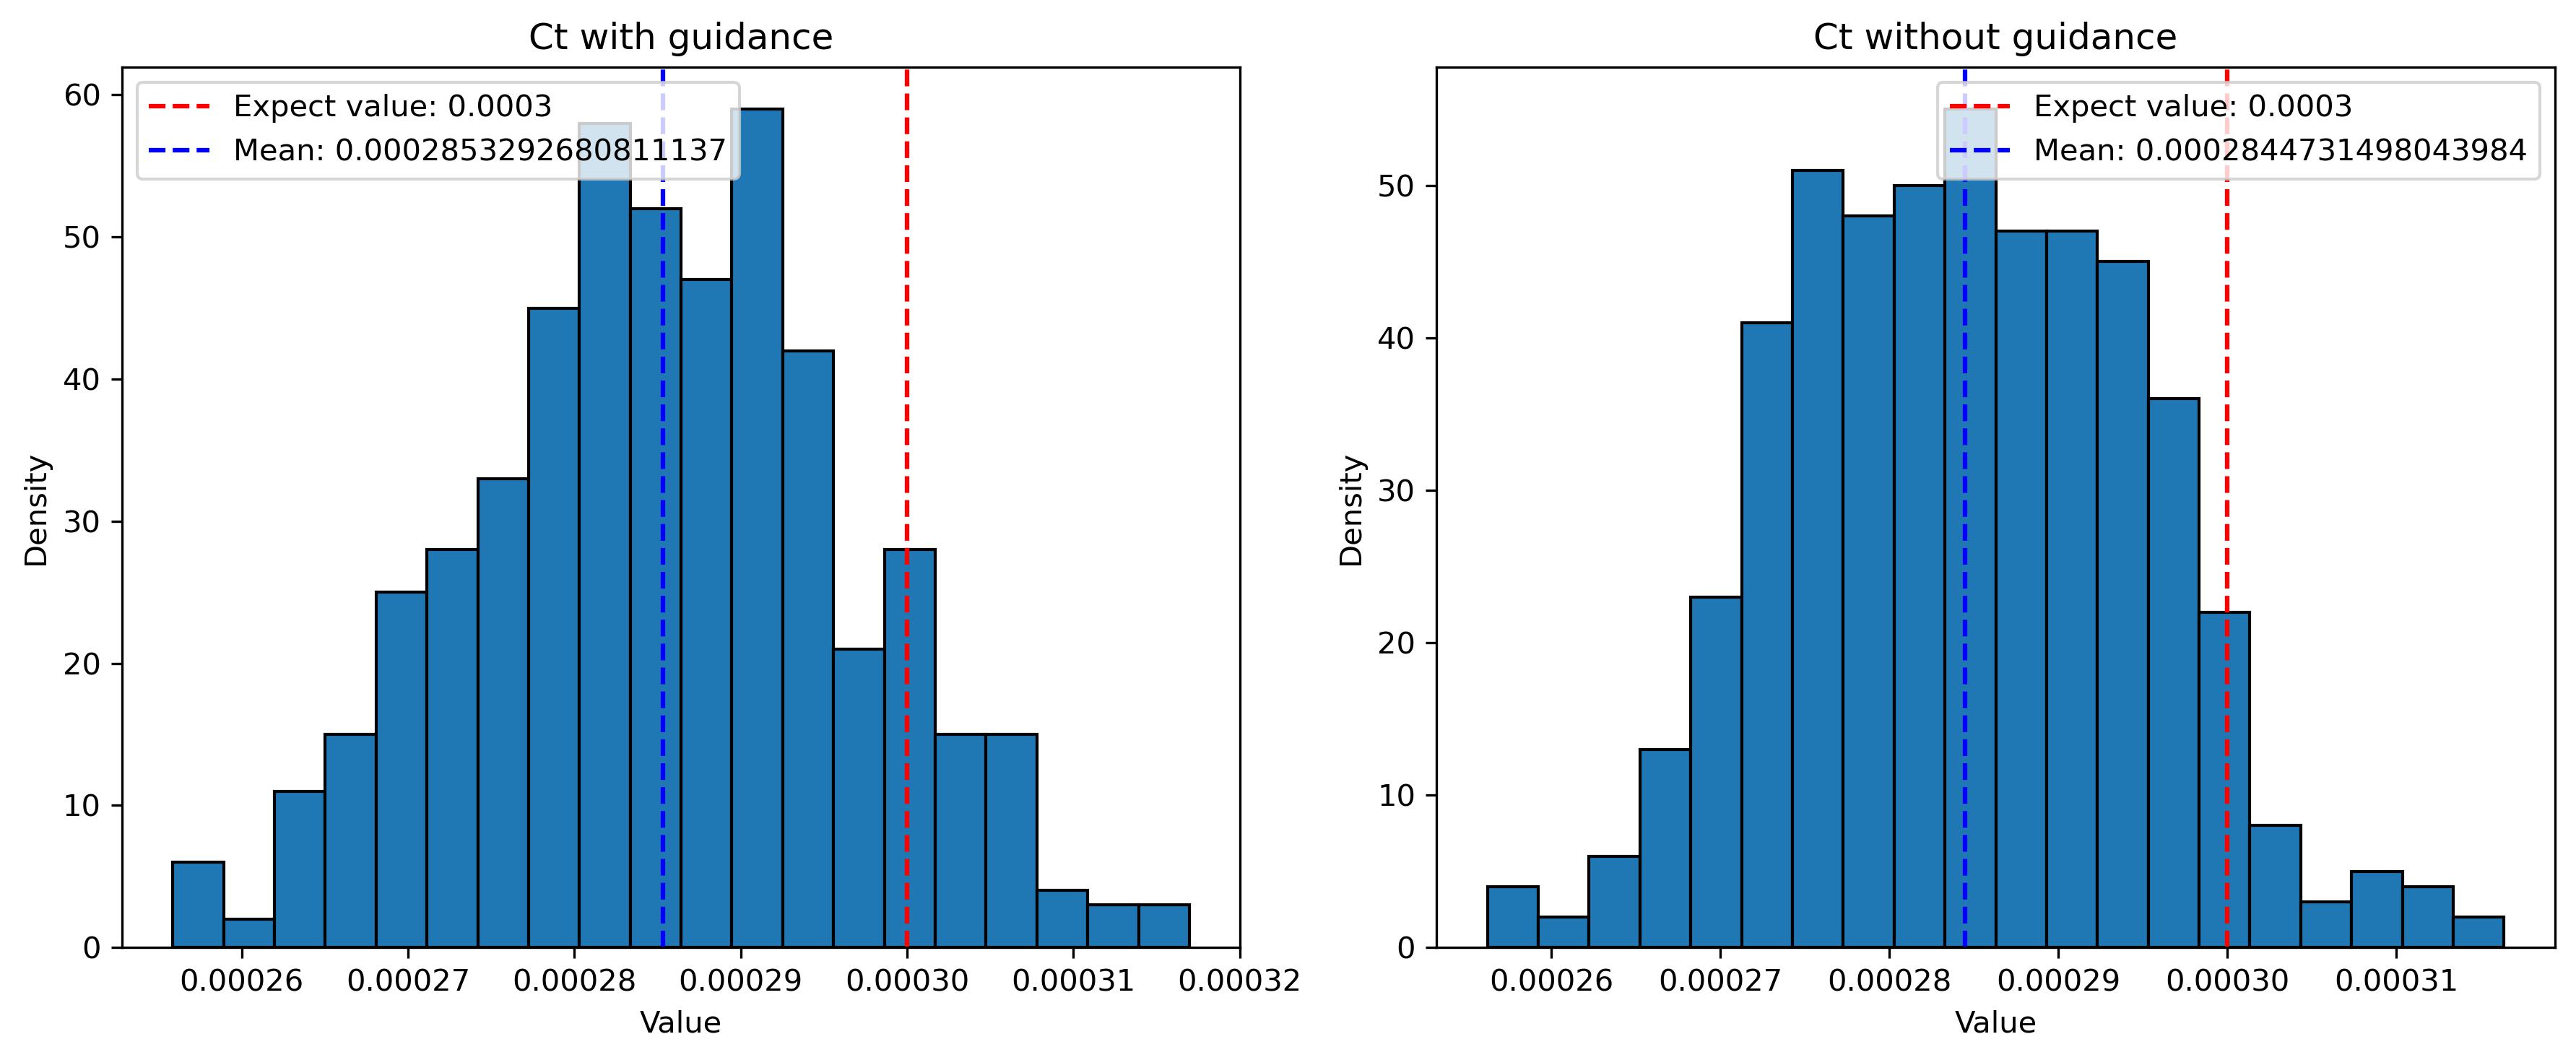 Ct with guidance
Expect value: 0.0003
Mean: 0.0002853292680811137
60
50
40
30
20
10
0
Density
0.00026 0.00027 0.00028 0.00029 0.00030 0.00031 0.00032
Value
Ct without guidance
Expect value: 0.0003
Mean: 0.0002844731498043984
50
40
30
20
10
0
Density
0.00026 0.00027 0.00028 0.00029 0.00030 0.00031
Value